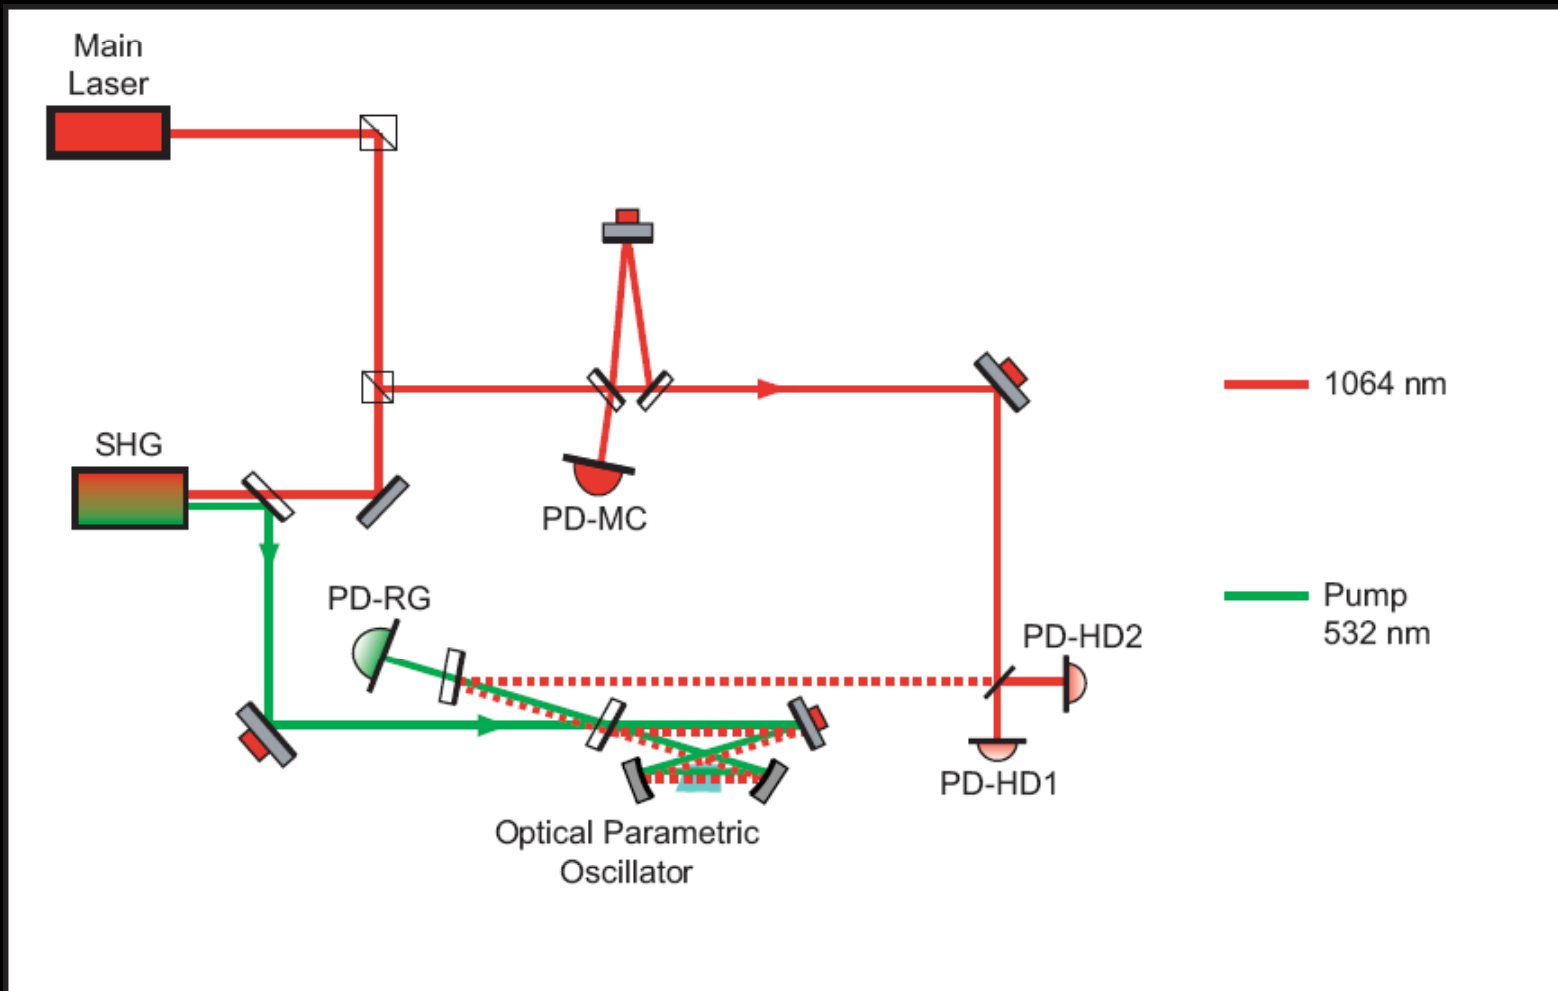 Main
Laser
1064 nm
SHG
PD-MC
PD-RG
Pump
532 nm
PD-HD2
PD-HD1
Optical Parametric
Oscillator